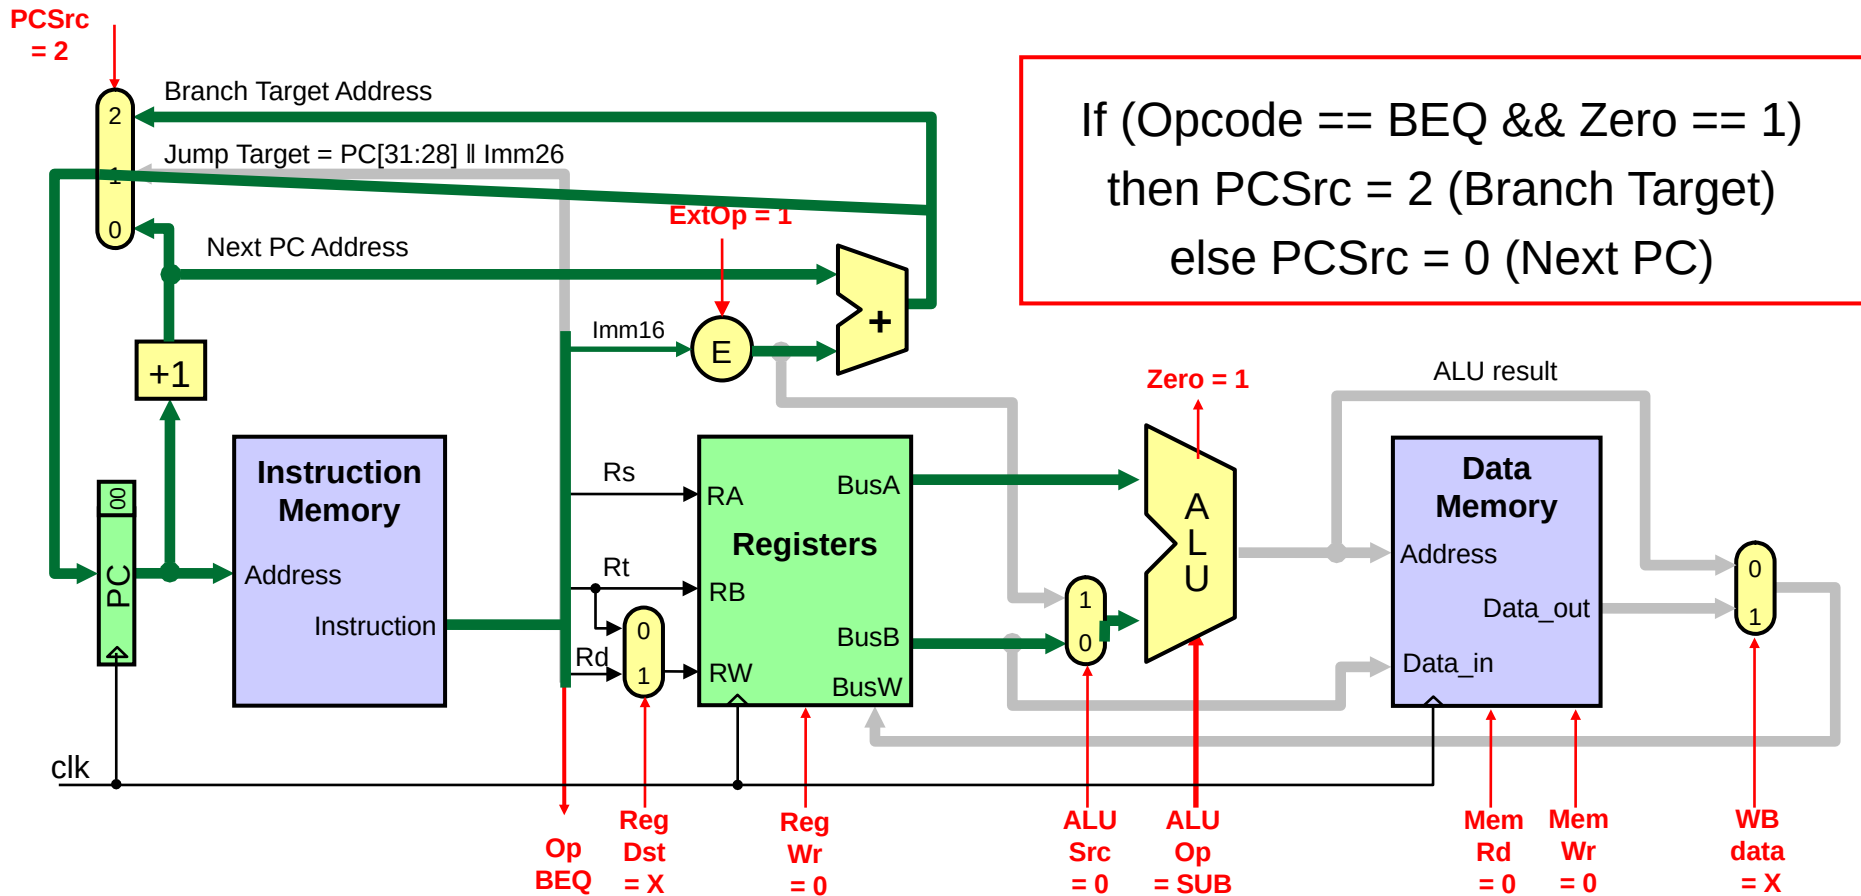 PCSrc
= 2
Branch Target Address
2
Jump Target = PC[31:28] ‖ Imm26
1
0
Next PC Address
ExtOp = 1
If (Opcode == BEQ && Zero == 1)
then PCSrc = 2 (Branch Target)
else PCSrc = 0 (Next PC)
+
Imm16
E
+1
Zero = 1
ALU result
Instruction
Memory
Address
Instruction
00
PC
Rs
Rt
Rd
0
1
RA
RB
RW
Registers
BusA
BusB
BusW
1
0
A
L
U
Data
Memory
Address
Data_out
Data_in
0
1
clk
Op
BEQ
Reg
Dst
= X
Reg
Wr
= 0
ALU
Src
= 0
ALU
Op
= SUB
Mem
Rd
= 0
Mem
Wr
= 0
WB
data
= X